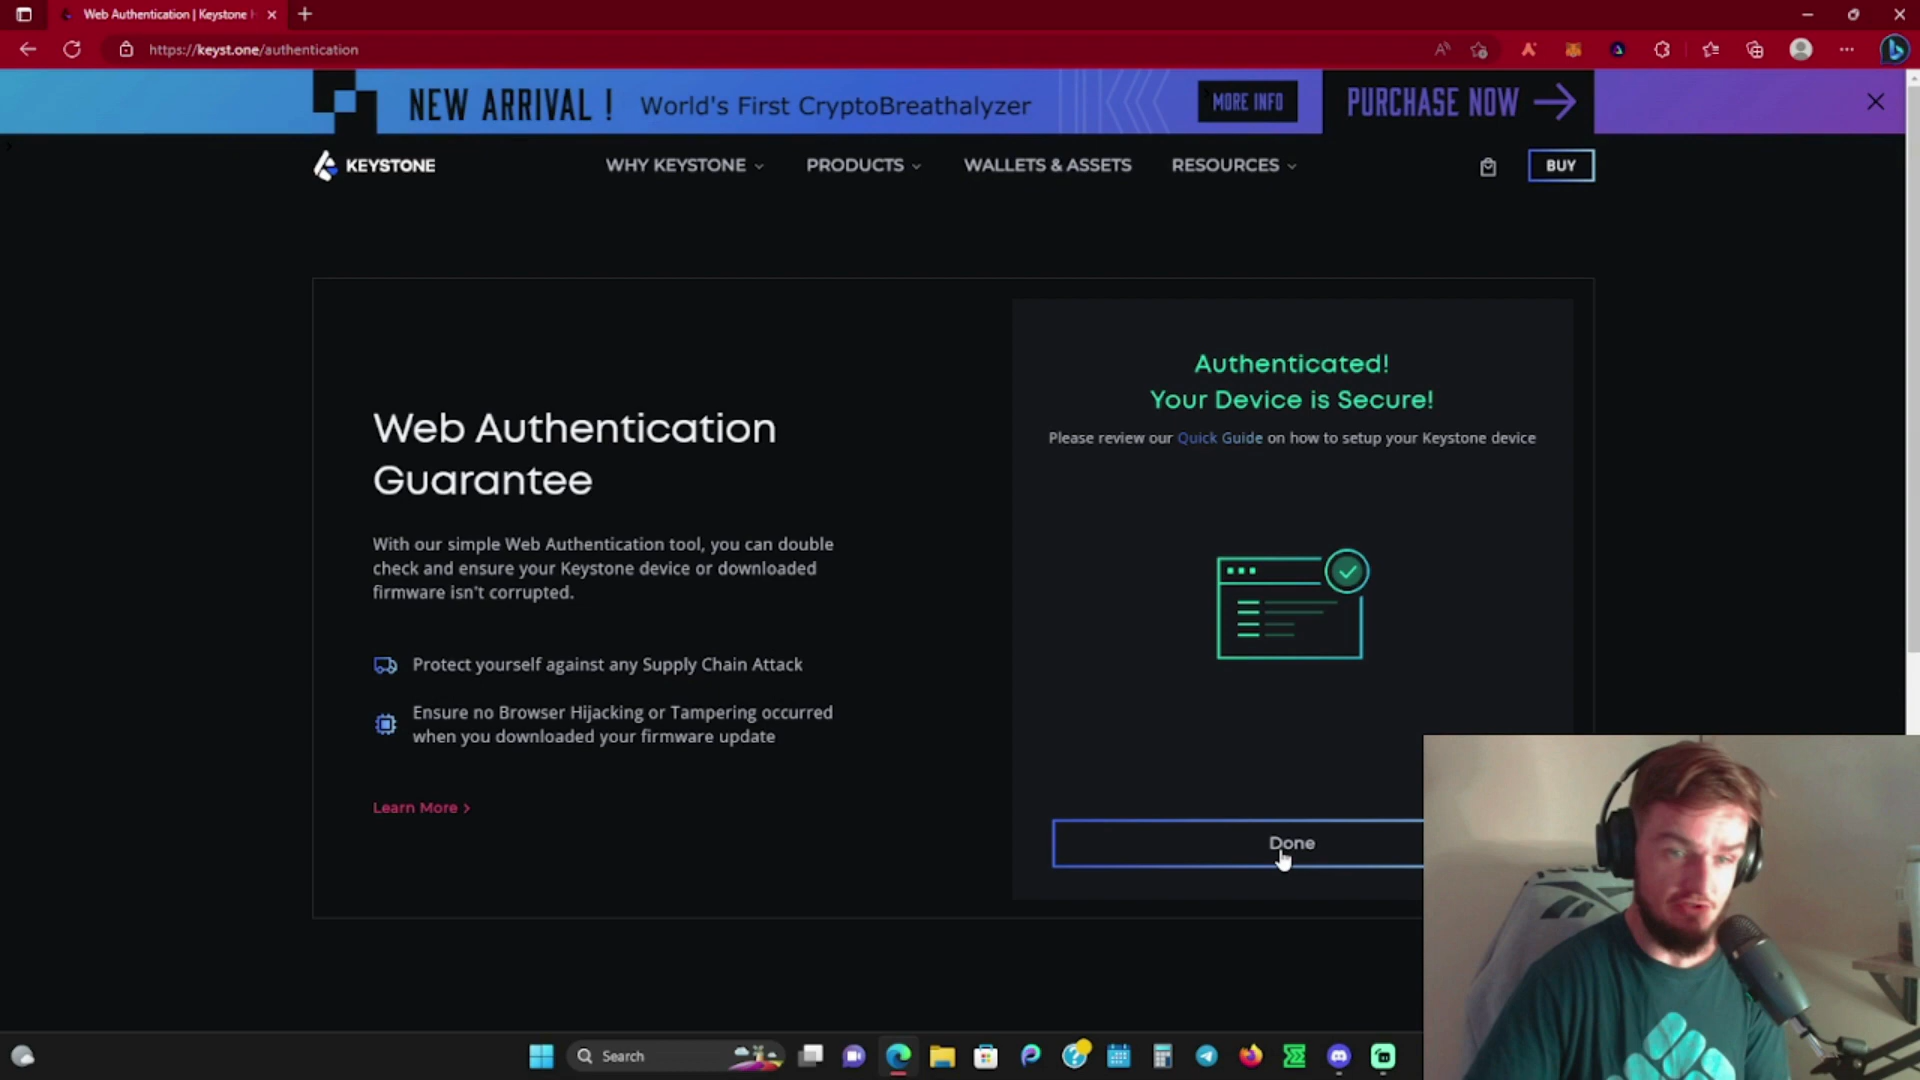 Web Authentication | Keystone
https://keyst.one/authentication
NEW ARRIVAL ! World's First CryptoBreathalyzer MORE INFO PURCHASE NOW
KEYSTONE WHY KEYSTONE PRODUCTS WALLETS & ASSETS RESOURCES BUY
Authenticated!
Your Device is Secure!
Please review our Quick Guide on how to setup your Keystone device
Web Authentication
Guarantee
With our simple Web Authentication tool, you can double
check and ensure your Keystone device or downloaded
firmware isn't corrupted.
Protect yourself against any Supply Chain Attack
Ensure no Browser Hijacking or Tampering occurred
when you downloaded your firmware update
Learn More >
Done
Search